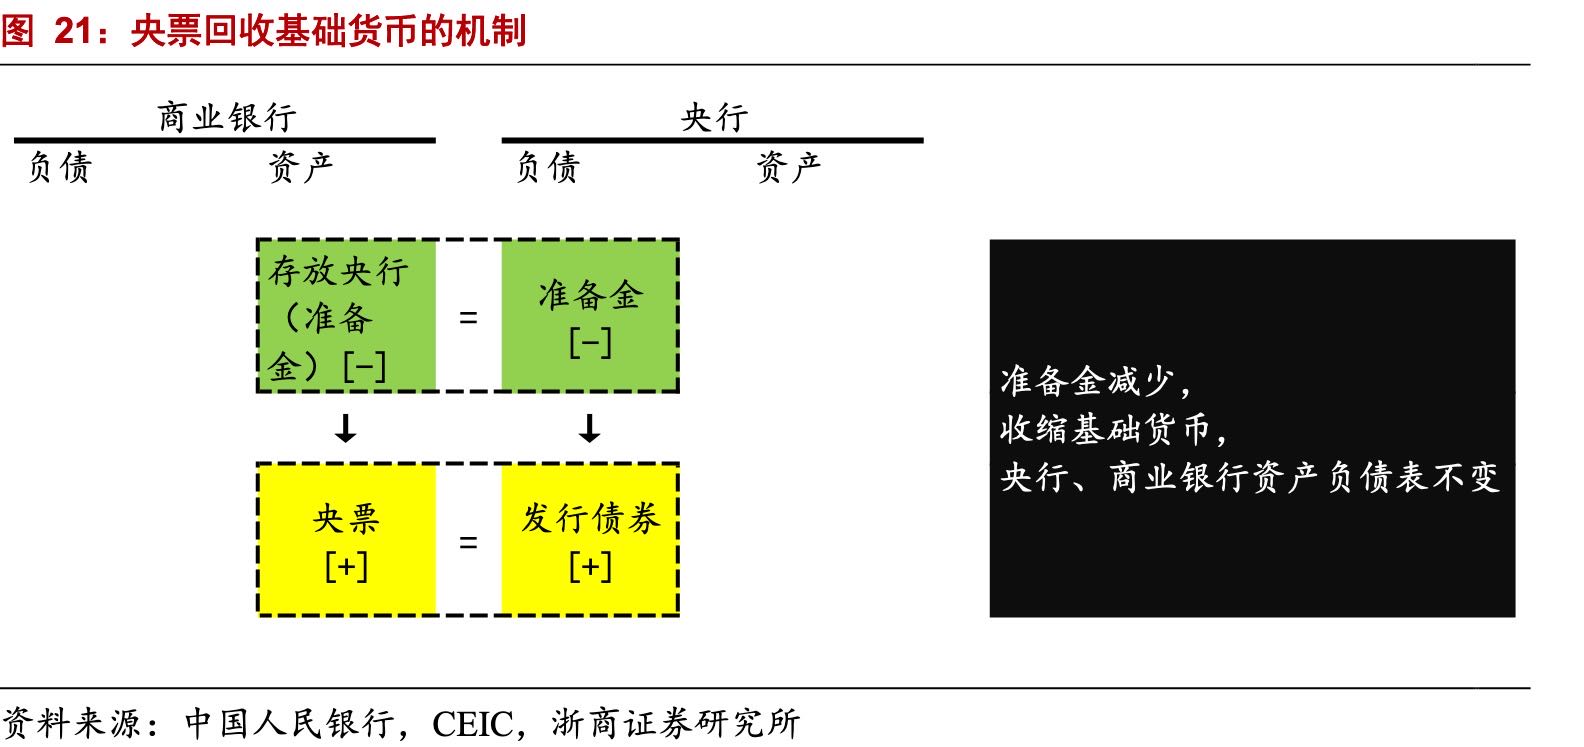 图 21：央票回收基础货币的机制
商业银行
央行
负债
资产
负债
资产
存放央行
（准备
金）[-]
=
准备金
[-]
↓
↓
央票
[+]
=
发行债券
[+]
准备金减少，
收缩基础货币，
央行、商业银行资产负债表不变
资料来源：中国人民银行，CEIC，浙商证券研究所